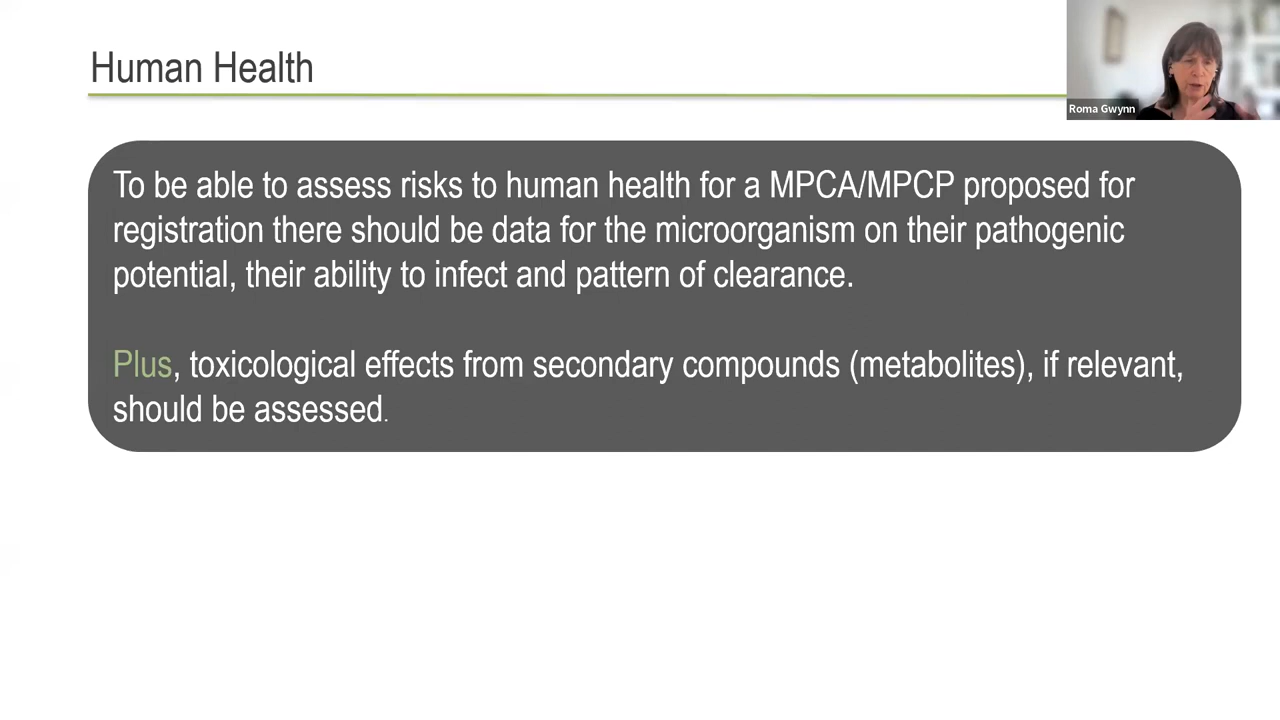 Human Health
Roma Gwynn
To be able to assess risks to human health for a MPCA/MPCP proposed for
registration there should be data for the microorganism on their pathogenic
potential, their ability to infect and pattern of clearance.
Plus, toxicological effects from secondary compounds (metabolites), if relevant,
should be assessed.